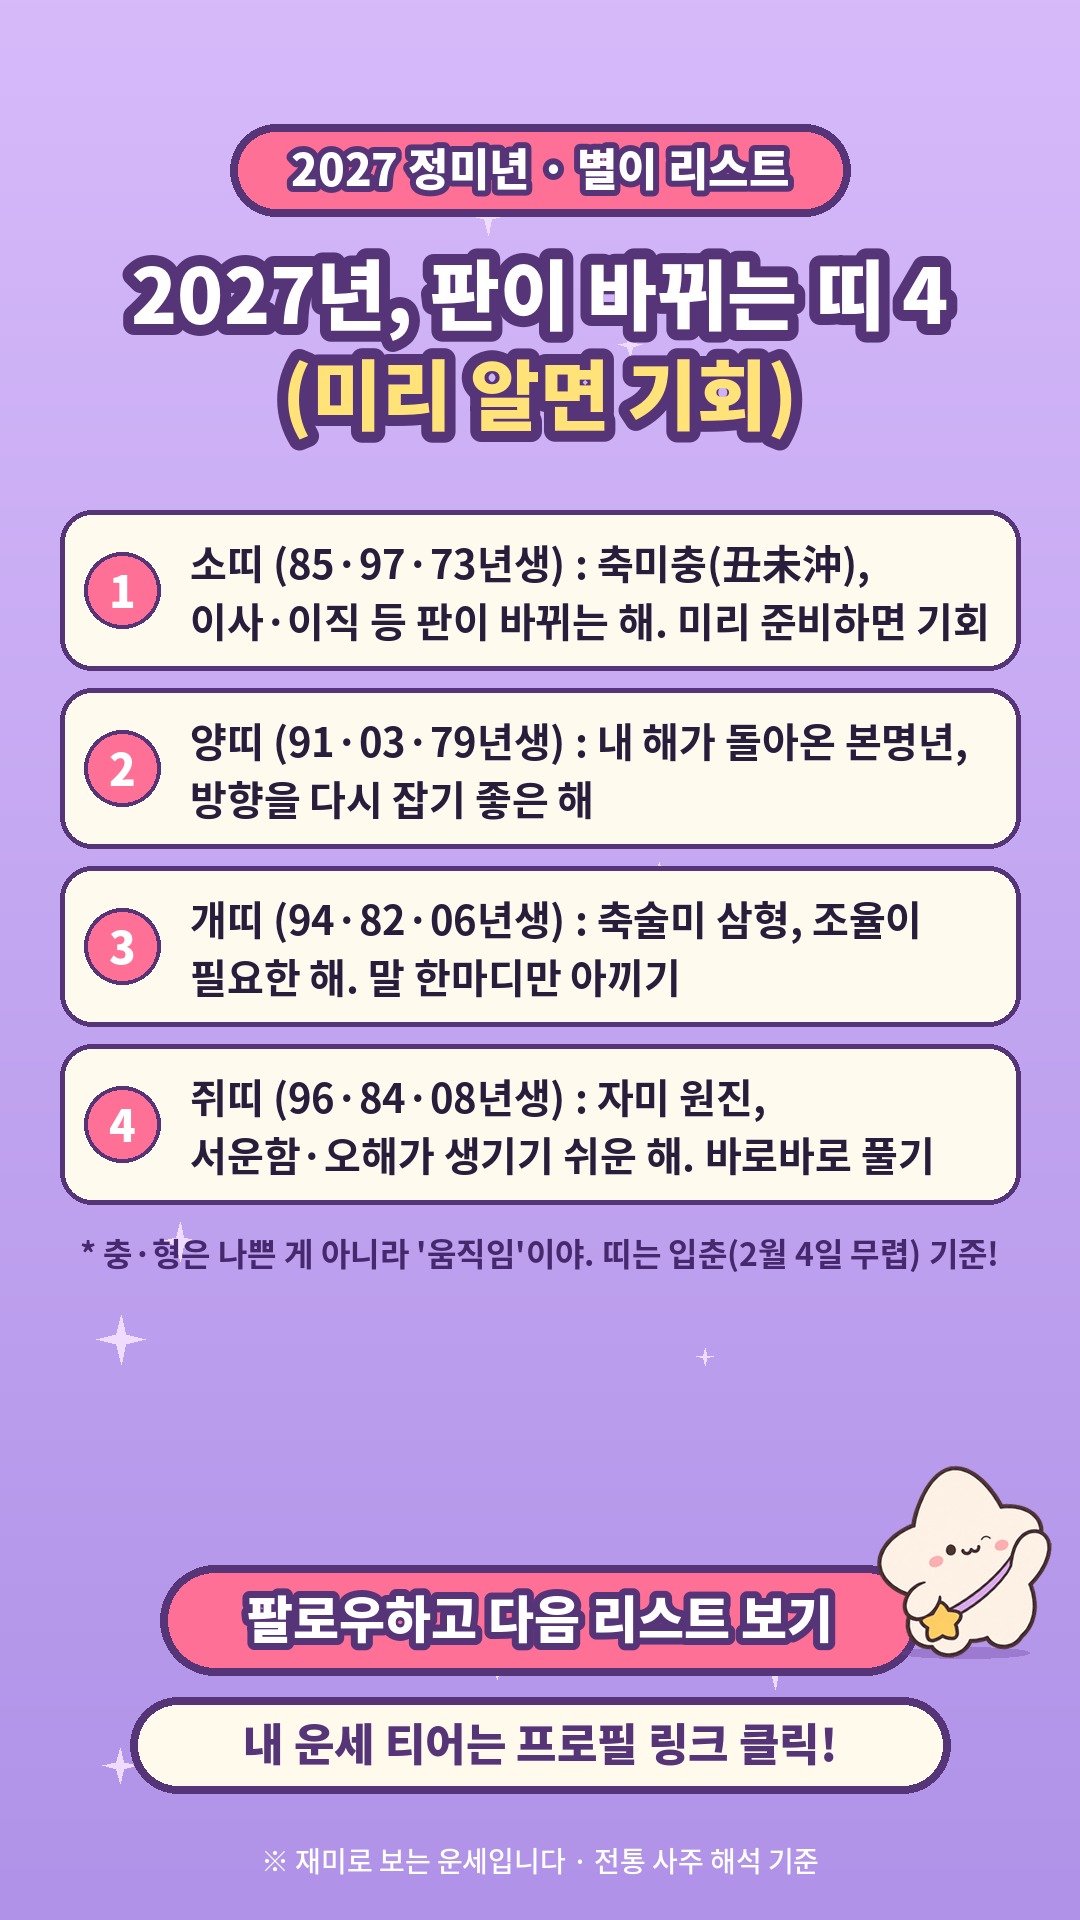 2027 정미년 • 별이 리스트
2027년, 판이 바뀌는 띠 4
(미리 알면 기회)
1
소띠 (85·97·73년생) : 축미충(丑未沖),
이사·이직 등 판이 바뀌는 해. 미리 준비하면 기회
2
양띠 (91·03·79년생) : 내 해가 돌아온 본명년,
방향을 다시 잡기 좋은 해
3
개띠 (94·82·06년생) : 축술미 삼형, 조율이
필요한 해. 말 한마디만 아끼기
4
쥐띠 (96·84·08년생) : 자미 원진,
서운함·오해가 생기기 쉬운 해. 바로바로 풀기
* 충·형은 나쁜 게 아니라 '움직임'이야. 띠는 입춘(2월 4일 무렵) 기준!
팔로우하고 다음 리스트 보기
내 운세 티어는 프로필 링크 클릭!
※ 재미로 보는 운세입니다 · 전통 사주 해석 기준